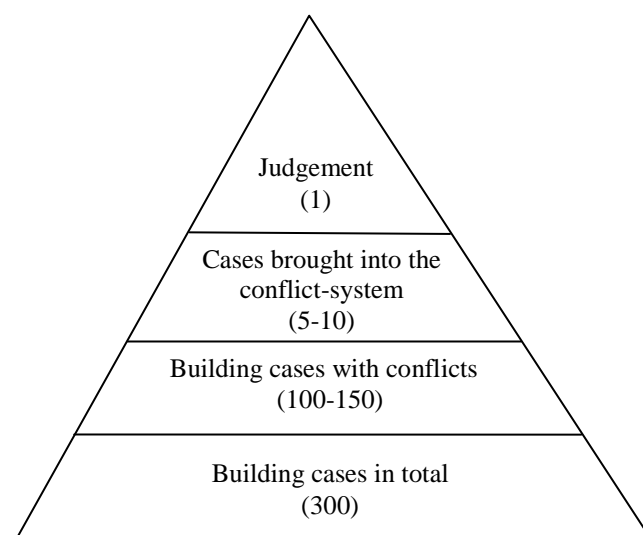 Judgement
(1)
Cases brought into the
conflict-system
(5-10)
Building cases with conflicts
(100-150)
Building cases in total
(300)